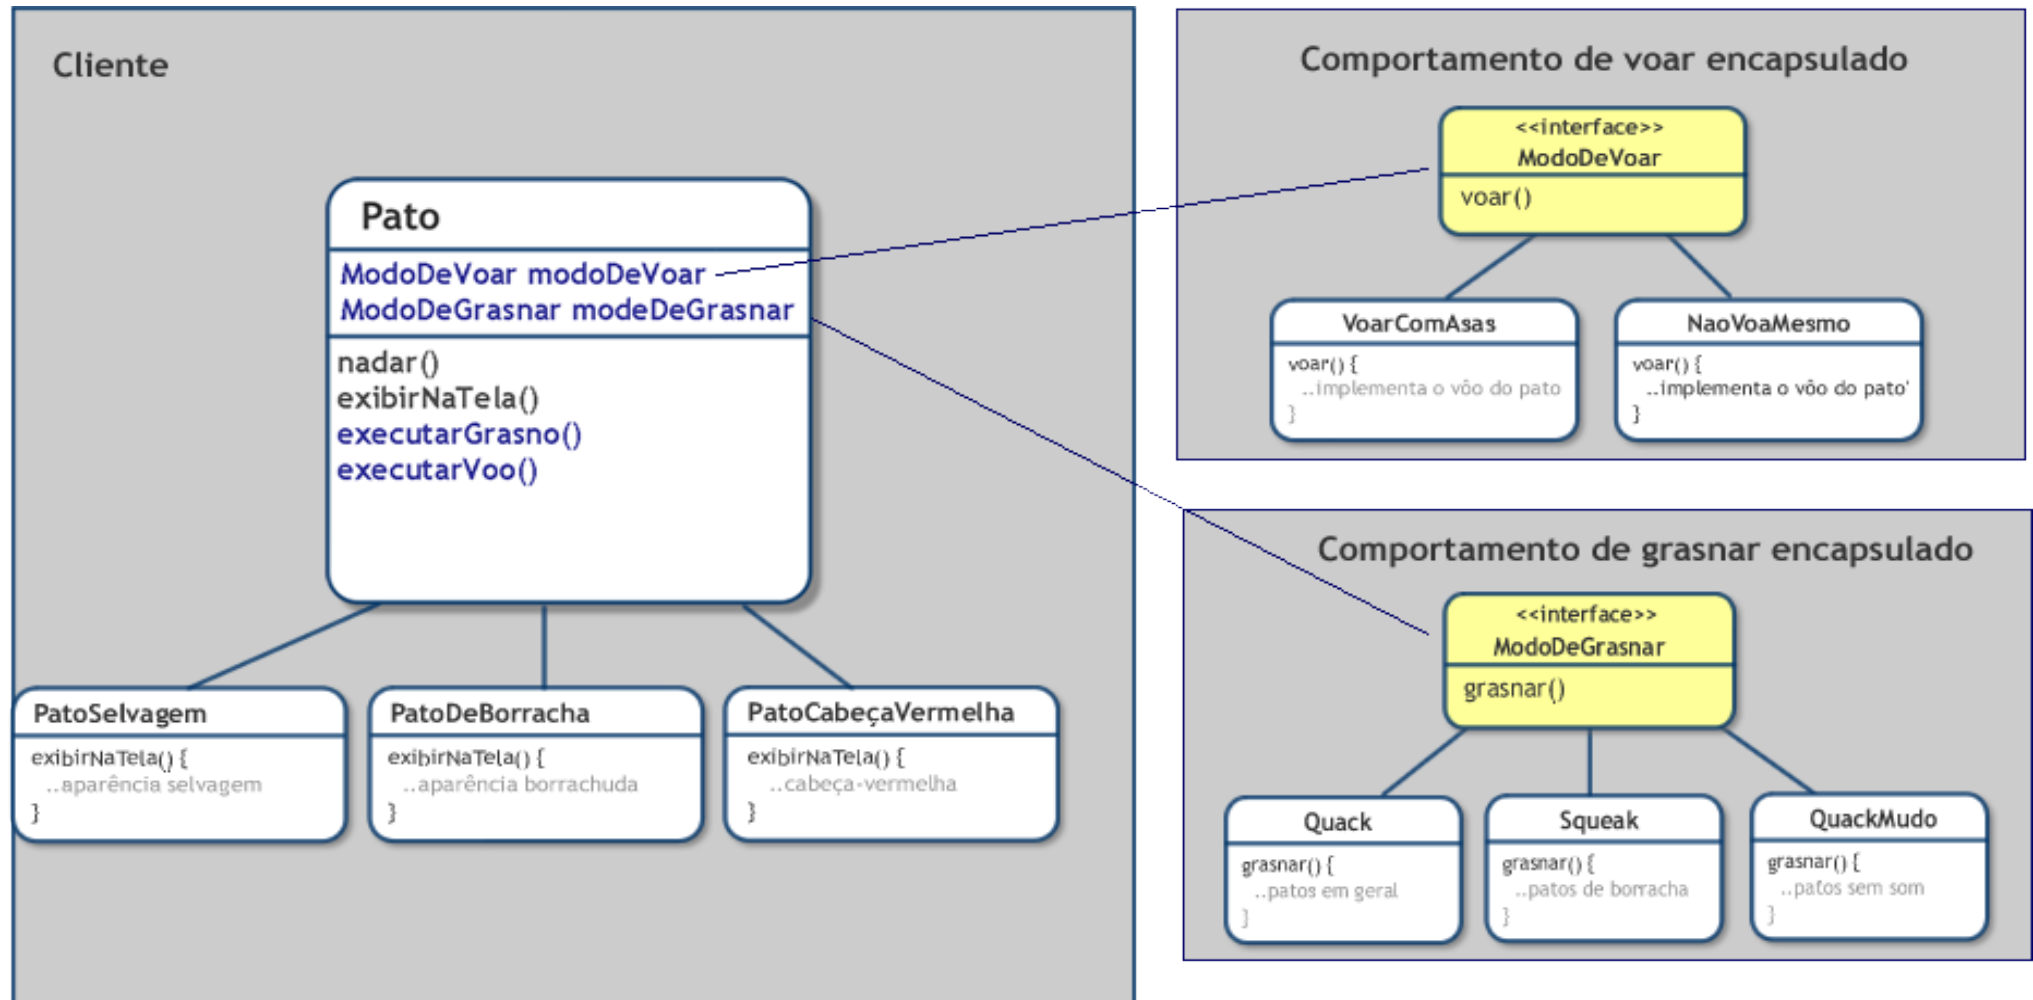 Cliente
Pato
ModoDeVoar modoDeVoar
ModoDeGrasnar modeDeGrasnar
nadar()
exibirNaTela()
executarGrasno()
executarVoo()
PatoSelvagem
exibirNaTela() {
..aparência selvagem
}
PatoDeBorracha
exibirNaTela() {
..aparência borrachuda
}
PatoCabeçaVermelha
exibirNaTela() {
..cabeça-vermelha
}
Comportamento de voar encapsulado
<<interface>>
ModoDeVoar
voar()
VoarComAsas
voar() {
..implementa o vôo do pato
}
NaoVoaMesmo
voar() {
..implementa o vôo do pato'
}
Comportamento de grasnar encapsulado
<<interface>>
ModoDeGrasnar
grasnar()
Quack
grasnar() {
..patos em geral
}
Squeak
grasnar() {
..patos de borracha
}
QuackMudo
grasnar() {
..patos sem som
}